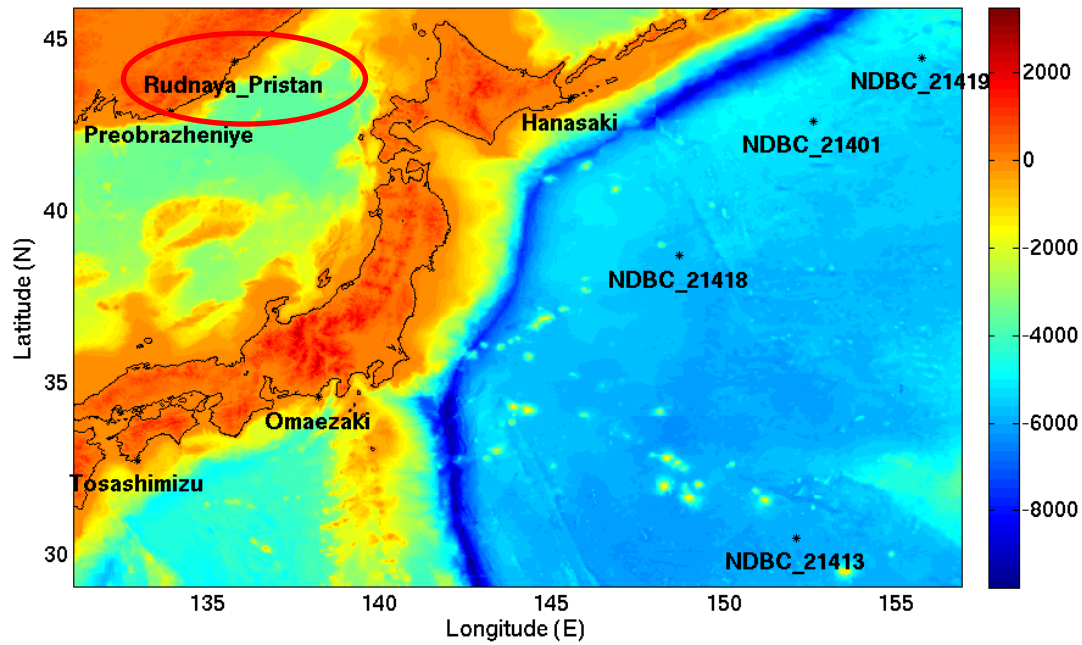 45
2000
Rudnaya_Pristan
NDBC_21419
Preobrazheniye
Hanasaki
NDBC_21401
0
40
Latitude (N)
-2000
NDBC_21418
-4000
35
Omaezaki
-6000
Tosashimizu
-8000
30
NDBC_21413
135
140
145
150
155
Longitude (E)